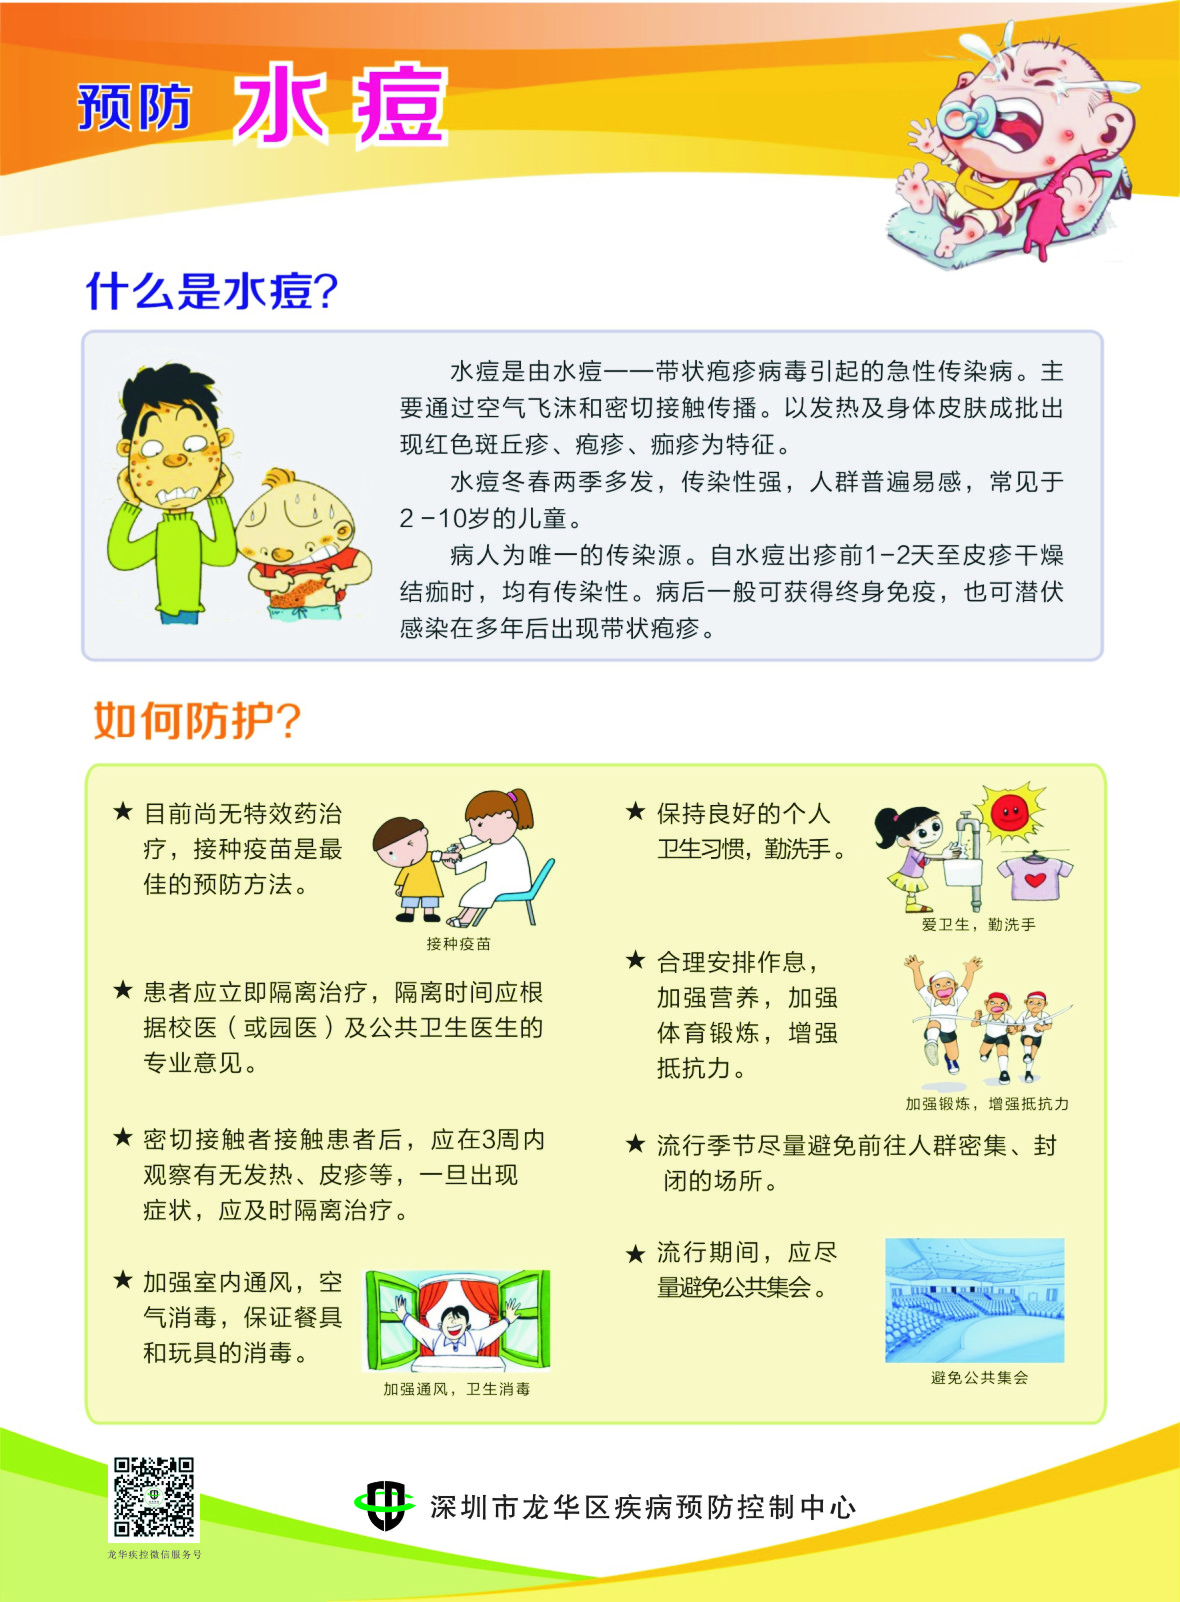 预防 水痘
什么是水痘?
水痘是由水痘——带状疱疹病毒引起的急性传染病。主
要通过空气飞沫和密切接触传播。以发热及身体皮肤成批出
现红色斑丘疹、疱疹、痂疹为特征。
水痘冬春两季多发，传染性强，人群普遍易感，常见于
2-10岁的儿童。
病人为唯一的传染源。自水痘出疹前1-2天至皮疹干燥
结痂时，均有传染性。病后一般可获得终身免疫，也可潜伏
感染在多年后出现带状疱疹。
如何防护?
★ 目前尚无特效药治
疗，接种疫苗是最
佳的预防方法。
接种疫苗
★ 患者应立即隔离治疗，隔离时间应根
据校医（或园医）及公共卫生医生的
专业意见。
★ 密切接触者接触患者后，应在3周内
观察有无发热、皮疹等，一旦出现
症状，应及时隔离治疗。
★ 加强室内通风，空
气消毒，保证餐具
和玩具的消毒。
加强通风，卫生消毒
★ 保持良好的个人
卫生习惯，勤洗手。
爱卫生，勤洗手
★ 合理安排作息，
加强营养，加强
体育锻炼，增强
抵抗力。
加强锻炼，增强抵抗力
★ 流行季节尽量避免前往人群密集、封
闭的场所。
★ 流行期间，应尽
量避免公共集会。
避免公共集会
龙华疾控微信服务号
深圳市龙华区疾病预防控制中心